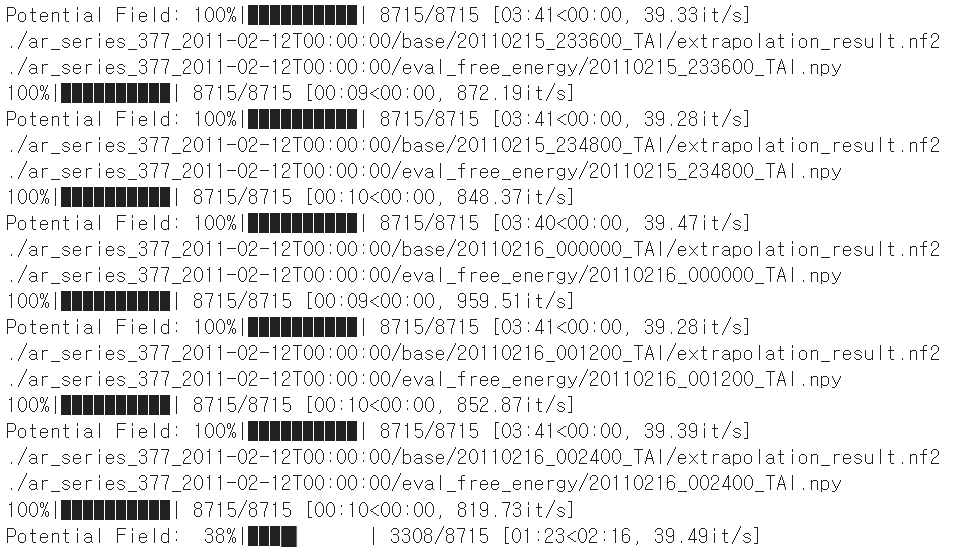 Potential Field: 100%|██████████| 8715/8715 [03:41<00:00, 39.33it/s]
./ar_series_377_2011-02-12T00:00:00/base/20110215_233600_TAI/extrapolation_result.nf2
./ar_series_377_2011-02-12T00:00:00/eval_free_energy/20110215_233600_TAI.npy
100%|██████████| 8715/8715 [00:09<00:00, 872.19it/s]
Potential Field: 100%|██████████| 8715/8715 [03:41<00:00, 39.28it/s]
./ar_series_377_2011-02-12T00:00:00/base/20110215_234800_TAI/extrapolation_result.nf2
./ar_series_377_2011-02-12T00:00:00/eval_free_energy/20110215_234800_TAI.npy
100%|██████████| 8715/8715 [00:10<00:00, 848.37it/s]
Potential Field: 100%|██████████| 8715/8715 [03:40<00:00, 39.47it/s]
./ar_series_377_2011-02-12T00:00:00/base/20110216_000000_TAI/extrapolation_result.nf2
./ar_series_377_2011-02-12T00:00:00/eval_free_energy/20110216_000000_TAI.npy
100%|██████████| 8715/8715 [00:09<00:00, 959.51it/s]
Potential Field: 100%|██████████| 8715/8715 [03:41<00:00, 39.28it/s]
./ar_series_377_2011-02-12T00:00:00/base/20110216_001200_TAI/extrapolation_result.nf2
./ar_series_377_2011-02-12T00:00:00/eval_free_energy/20110216_001200_TAI.npy
100%|██████████| 8715/8715 [00:10<00:00, 852.87it/s]
Potential Field: 100%|██████████| 8715/8715 [03:41<00:00, 39.39it/s]
./ar_series_377_2011-02-12T00:00:00/base/20110216_002400_TAI/extrapolation_result.nf2
./ar_series_377_2011-02-12T00:00:00/eval_free_energy/20110216_002400_TAI.npy
100%|██████████| 8715/8715 [00:10<00:00, 819.73it/s]
Potential Field:  38%|████      | 3308/8715 [01:23<02:16, 39.49it/s]